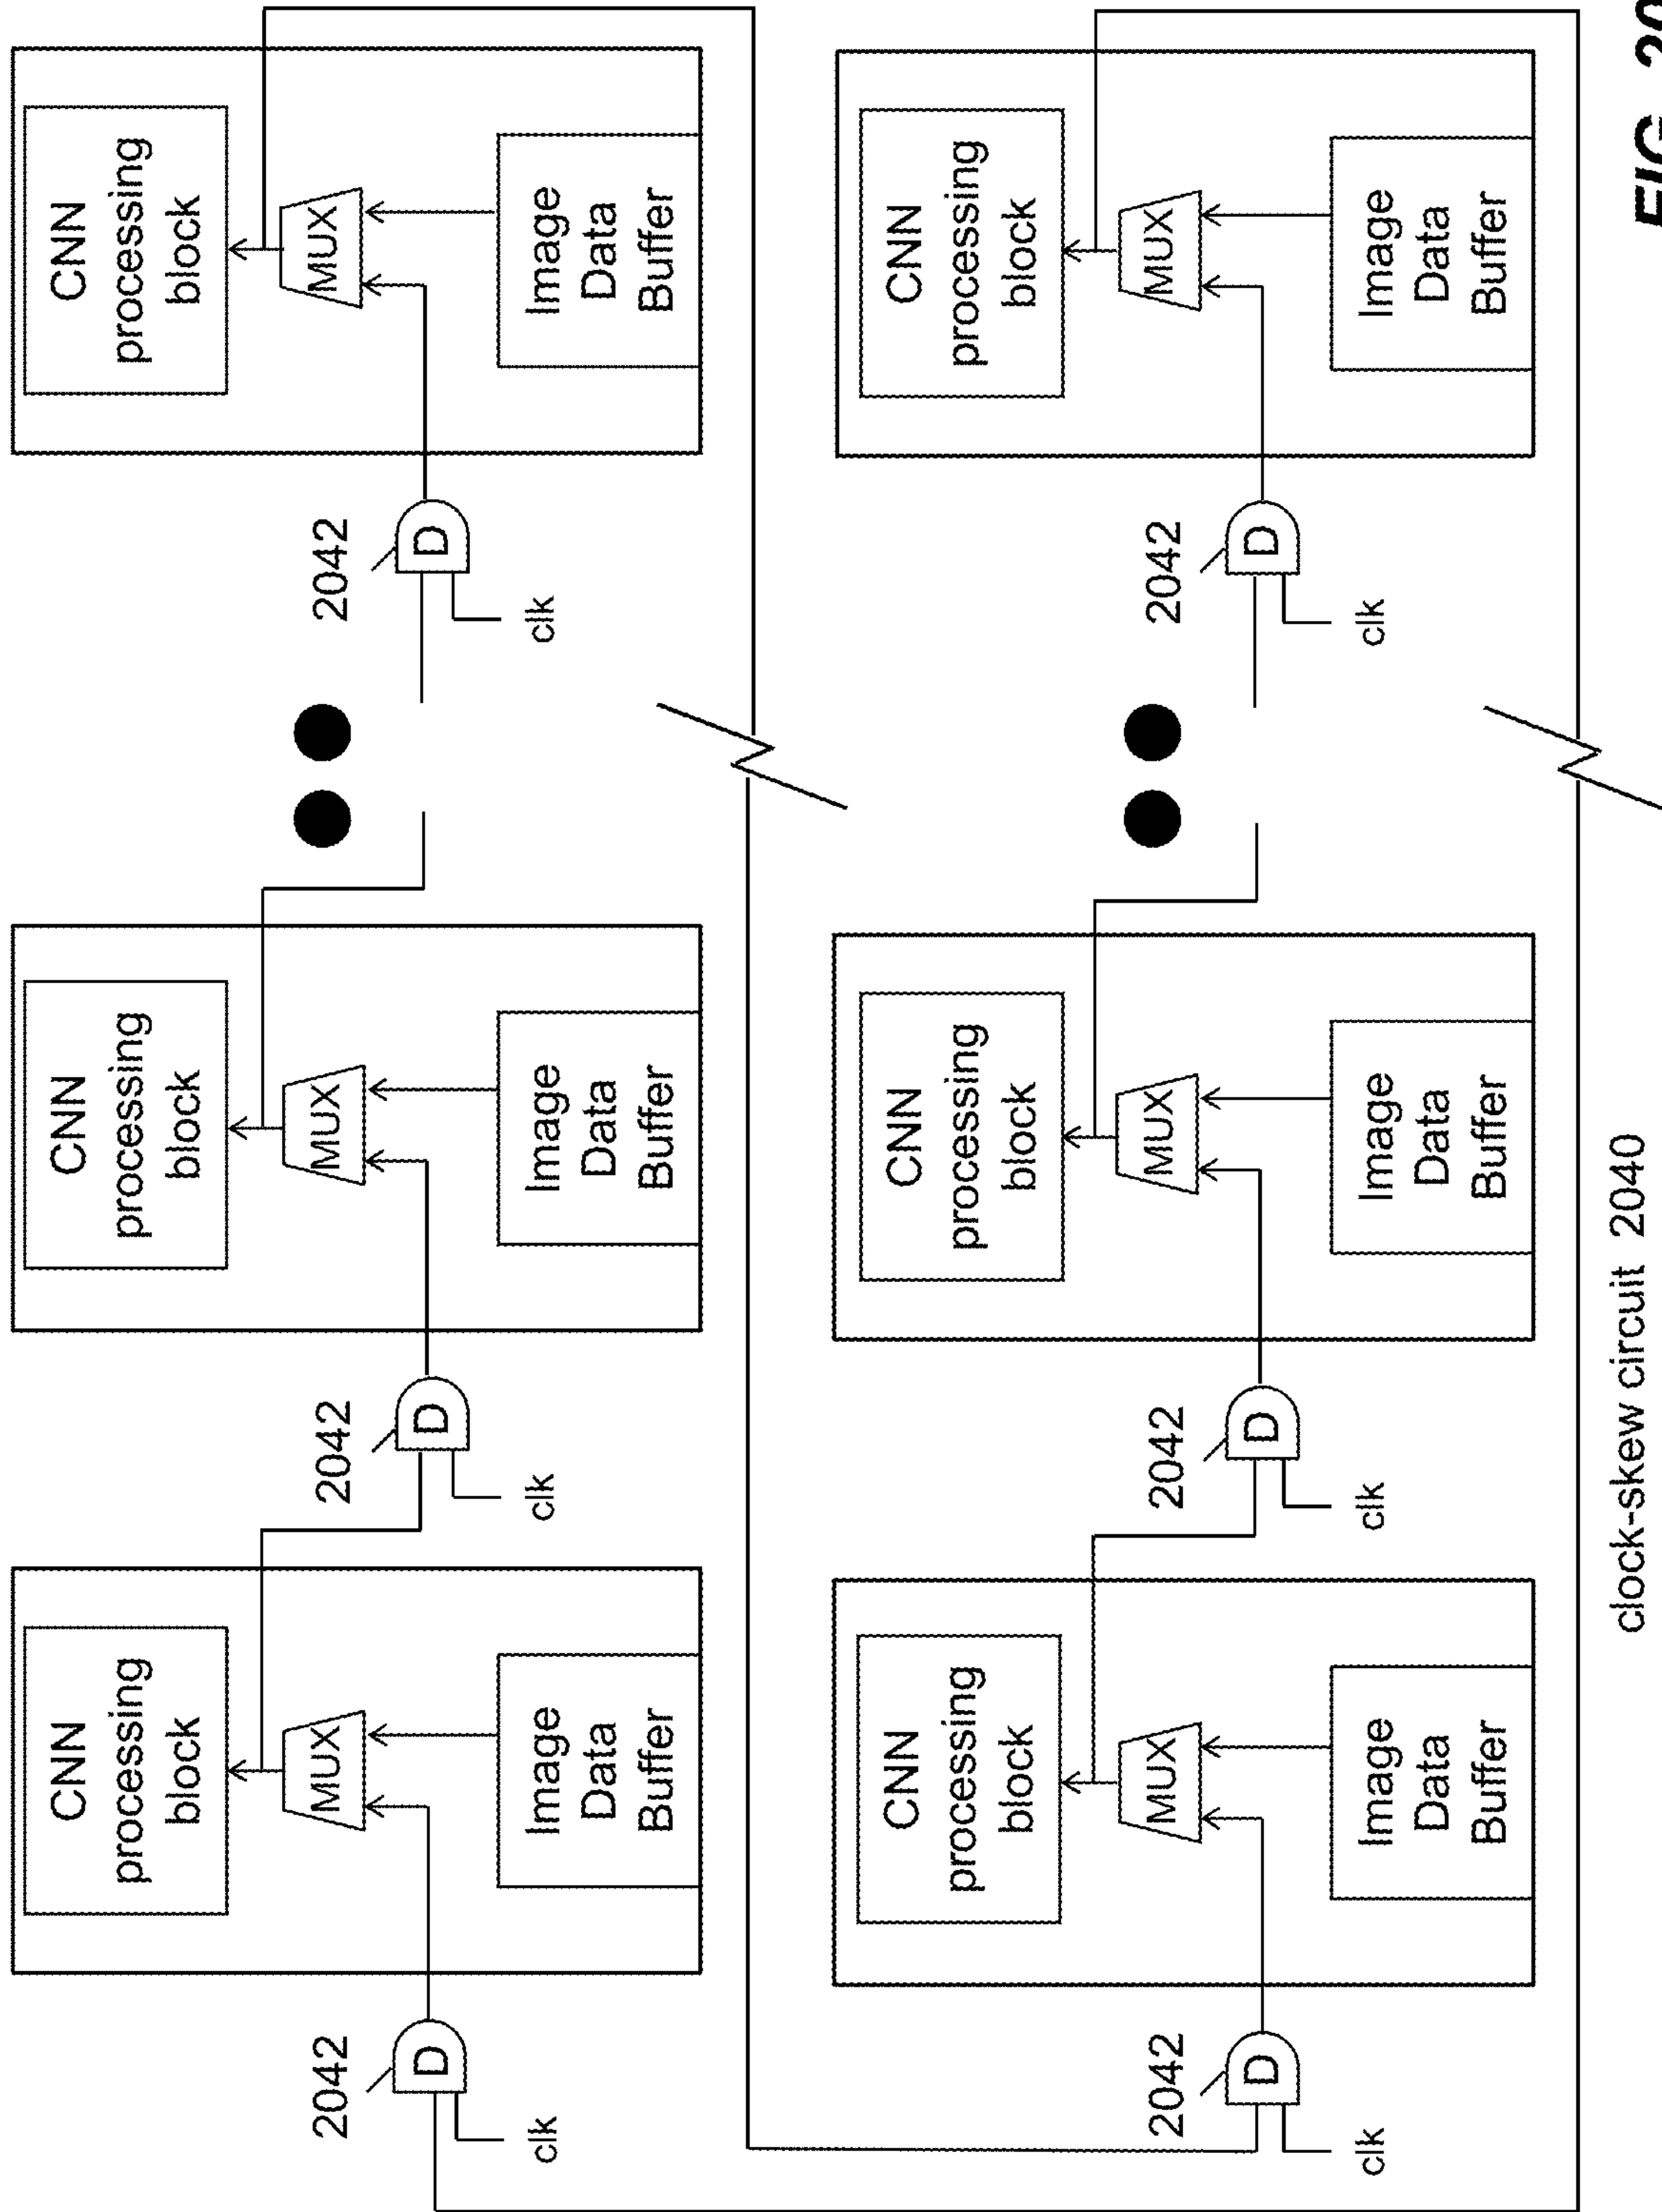 CNN
processing
block
MUX
Image
Data
Buffer
2042
D
clk
CNN
processing
block
MUX
Image
Data
Buffer
2042
D
clk
CNN
processing
block
MUX
Image
Data
Buffer
2042
D
clk
CNN
processing
block
MUX
Image
Data
Buffer
2042
D
clk
CNN
processing
block
MUX
Image
Data
Buffer
2042
D
clk
CNN
processing
block
MUX
Image
Data
Buffer
2042
D
clk
clock-skew circuit 2040
FIG. 20